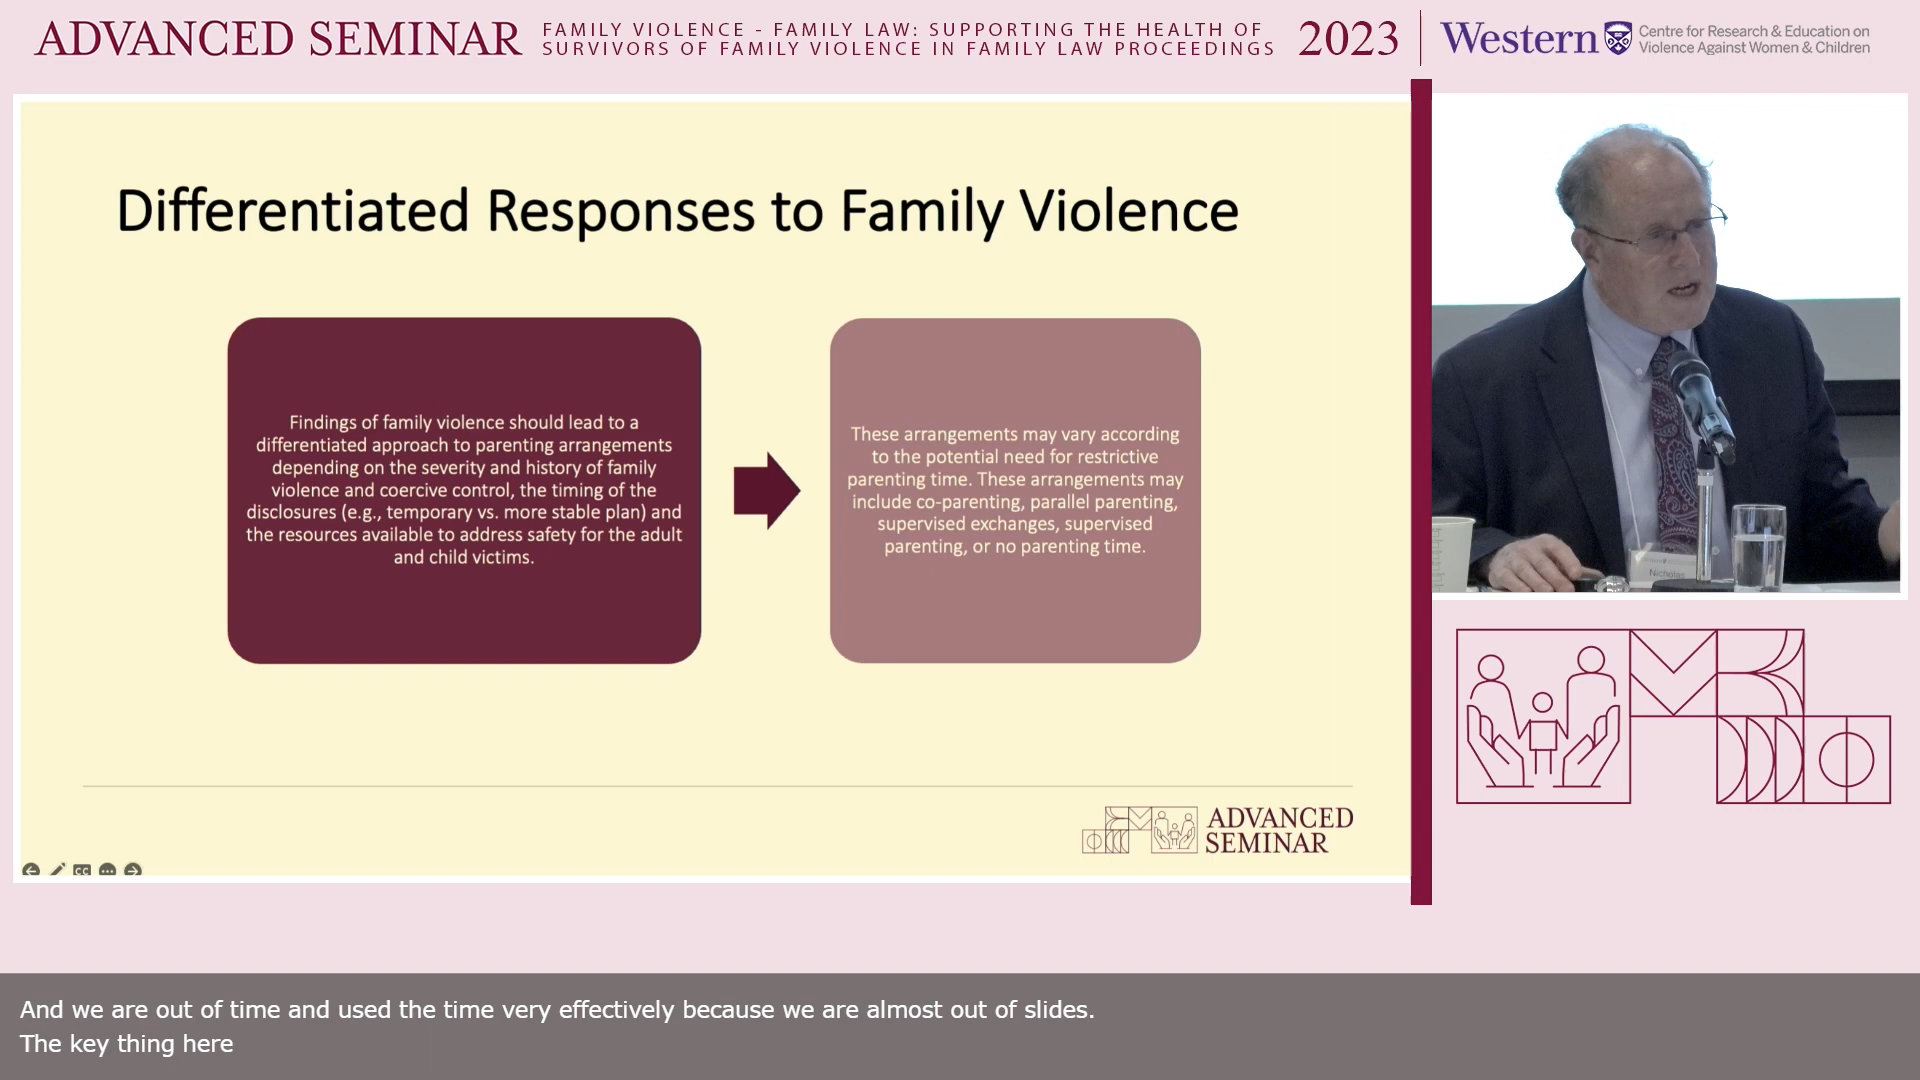 ADVANCED SEMINAR
FAMILY VIOLENCE - FAMILY LAW: SUPPORTING THE HEALTH OF
SURVIVORS OF FAMILY VIOLENCE IN FAMILY LAW PROCEEDINGS
2023
Western
Centre for Research & Education on
Violence Against Women & Children
Differentiated Responses to Family Violence
Findings of family violence should lead to a
differentiated approach to parenting arrangements
depending on the severity and history of family
violence and coercive control, the timing of the
disclosures (e.g., temporary vs. more stable plan) and
the resources available to address safety for the adult
and child victims.
These arrangements may vary according
to the potential need for restrictive
parenting time. These arrangements may
include co-parenting, parallel parenting,
supervised exchanges, supervised
parenting, or no parenting time.
Nicholas
ADVANCED
SEMINAR
CC
And we are out of time and used the time very effectively because we are almost out of slides.
The key thing here